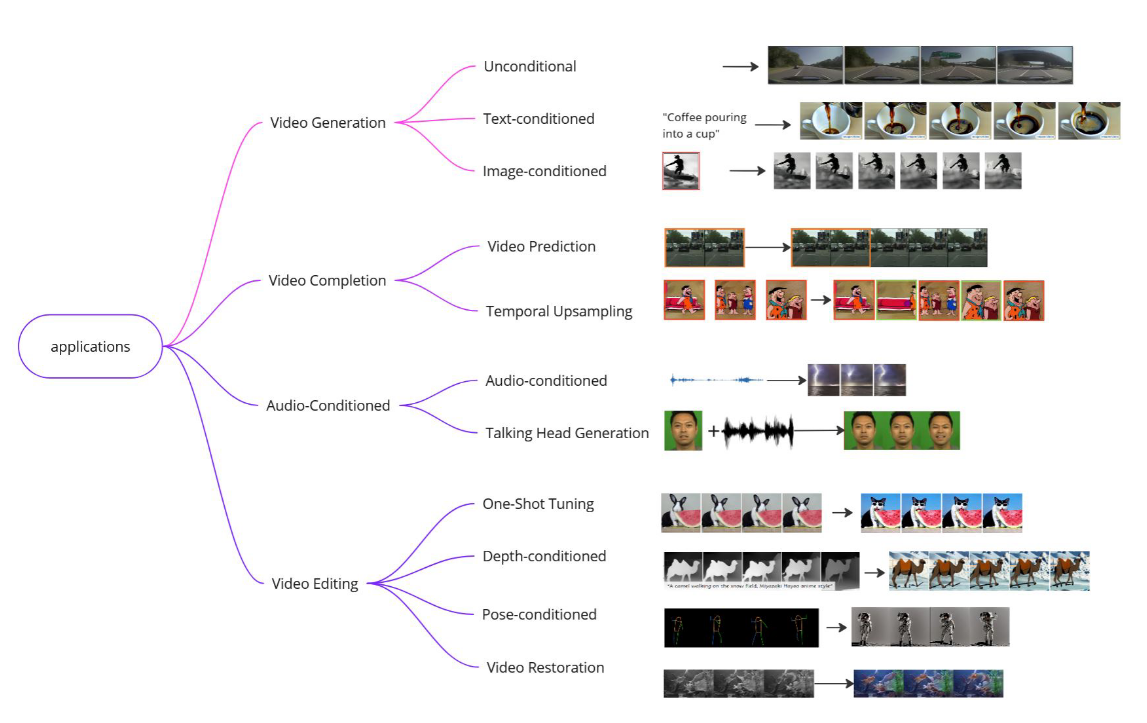 applications
Video Generation
Unconditional
Text-conditioned
"Coffee pouring
into a cup"
Image-conditioned
Video Completion
Video Prediction
Temporal Upsampling
Audio-Conditioned
Audio-conditioned
Talking Head Generation
+
Video Editing
One-Shot Tuning
Depth-conditioned
"A camel walking on the snow field, Miyazaki Hayao anime style"
Pose-conditioned
Video Restoration